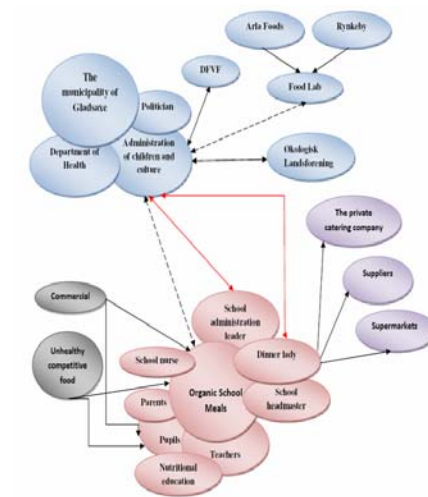 Arla Foods
Rynkeby
The
municipality of
Gladsaxe
DFVF
Food Lab
Politician
Department of
Health
Administration
of children and
culture
Økologisk
Landsforening
The private
catering company
Suppliers
Supermarkets
Commercial
Unhealthy
competitive
food
School
administration
leader
School nurse
Dinner lady
Organic School
Meals
Parents
School
headmaster
Pupils
Teachers
Nutritional
education